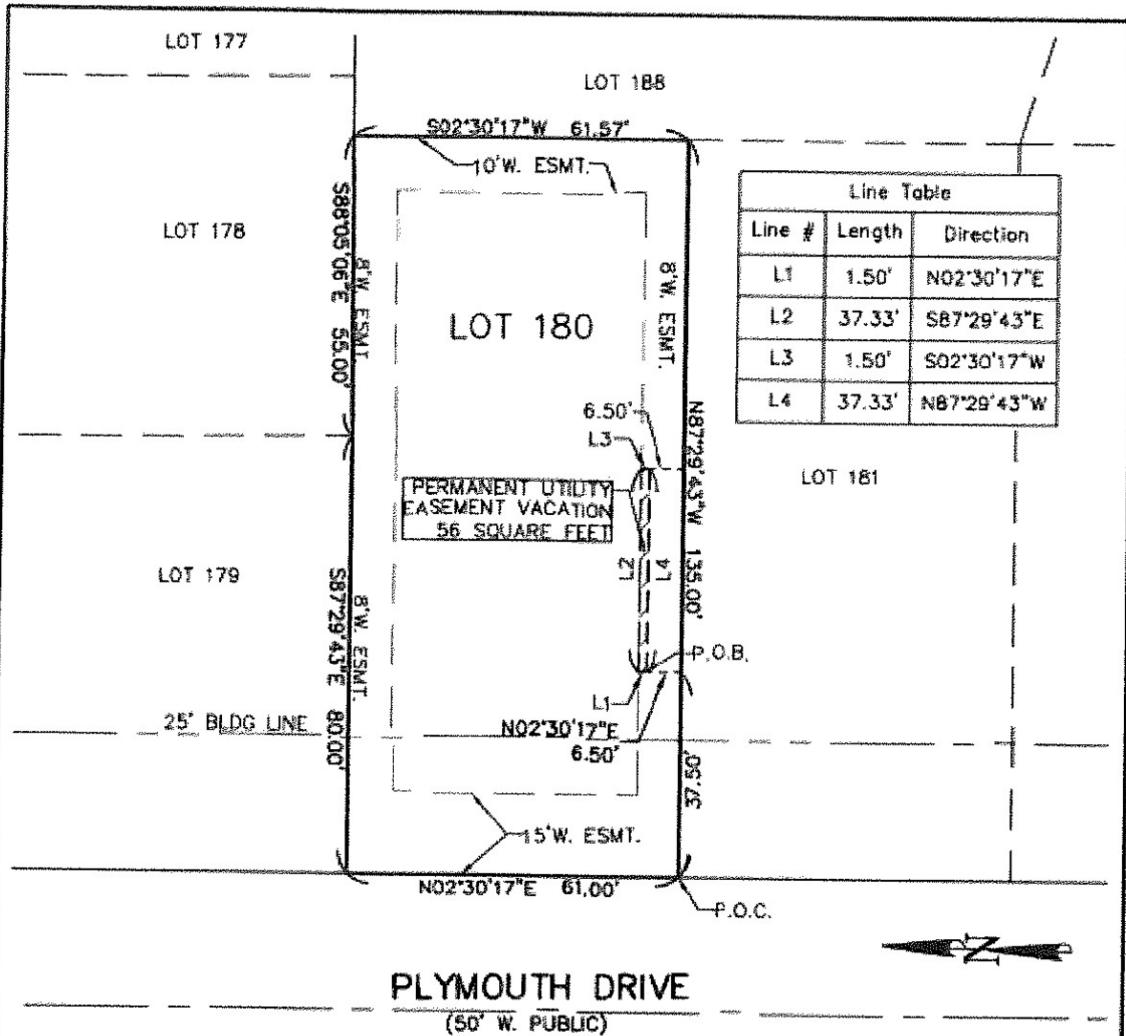 LOT 177
LOT 188
S02°30'17"W 61.57'
10'W. ESMT.
Line Table
Line # Length Direction
L1 1.50' N02°30'17"E
L2 37.33' S87°29'43"E
L3 1.50' S02°30'17"W
L4 37.33' N87°29'43"W
LOT 178
S88°05'06"E 55.00'
8'W. ESMT.
LOT 180
8'W. ESMT.
6.50'
L3
N87°29'43"W 135.00'
LOT 181
PERMANENT UTILITY
EASEMENT VACATION
56 SQUARE FEET
LOT 179
S87°29'43"E 80.00'
8'W. ESMT.
L2
L4
P.O.B.
L1
25' BLDG LINE
N02°30'17"E
6.50'
37.50'
15'W. ESMT.
N02°30'17"E 61.00'
P.O.C.
N
PLYMOUTH DRIVE
(50' W. PUBLIC)